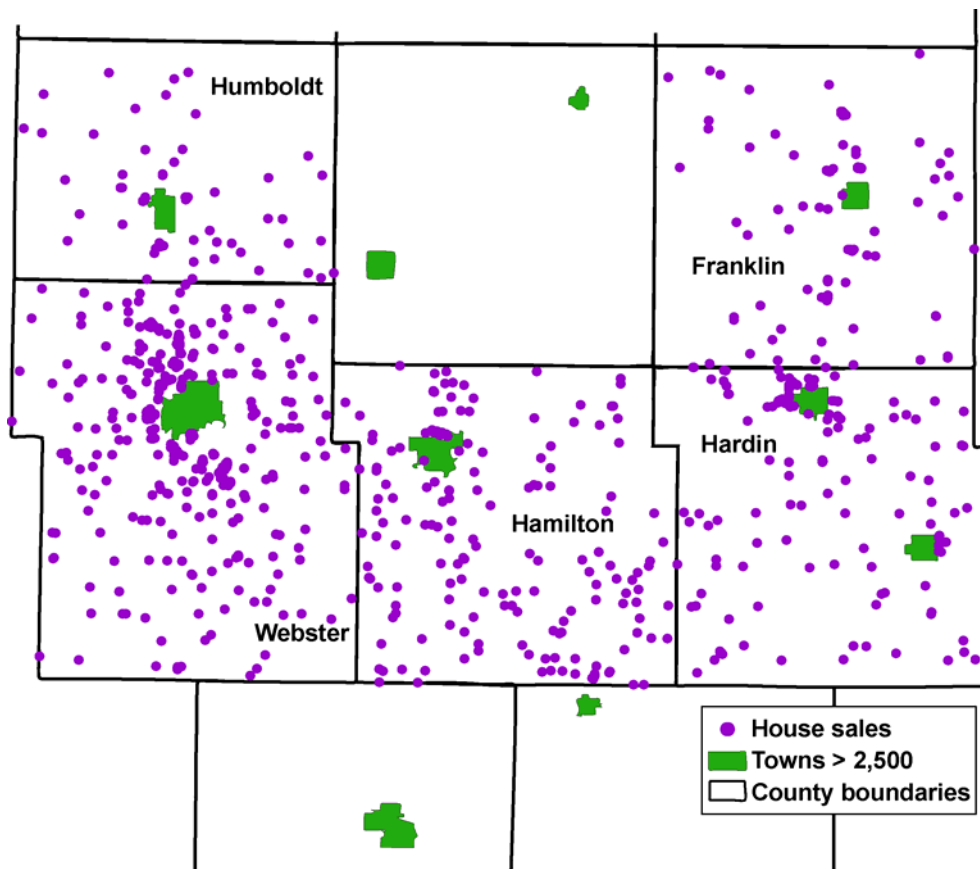 Humboldt
Franklin
Hardin
Hamilton
Webster
House sales
Towns > 2,500
County boundaries